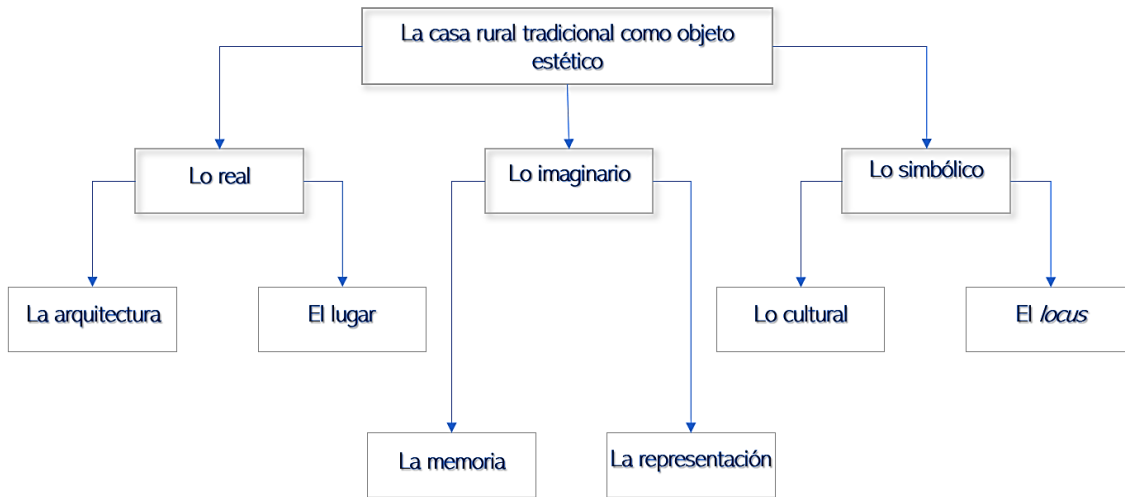 La casa rural tradicional como objeto
estético
Lo real
Lo imaginario
Lo simbólico
La arquitectura
El lugar
Lo cultural
El locus
La memoria
La representación